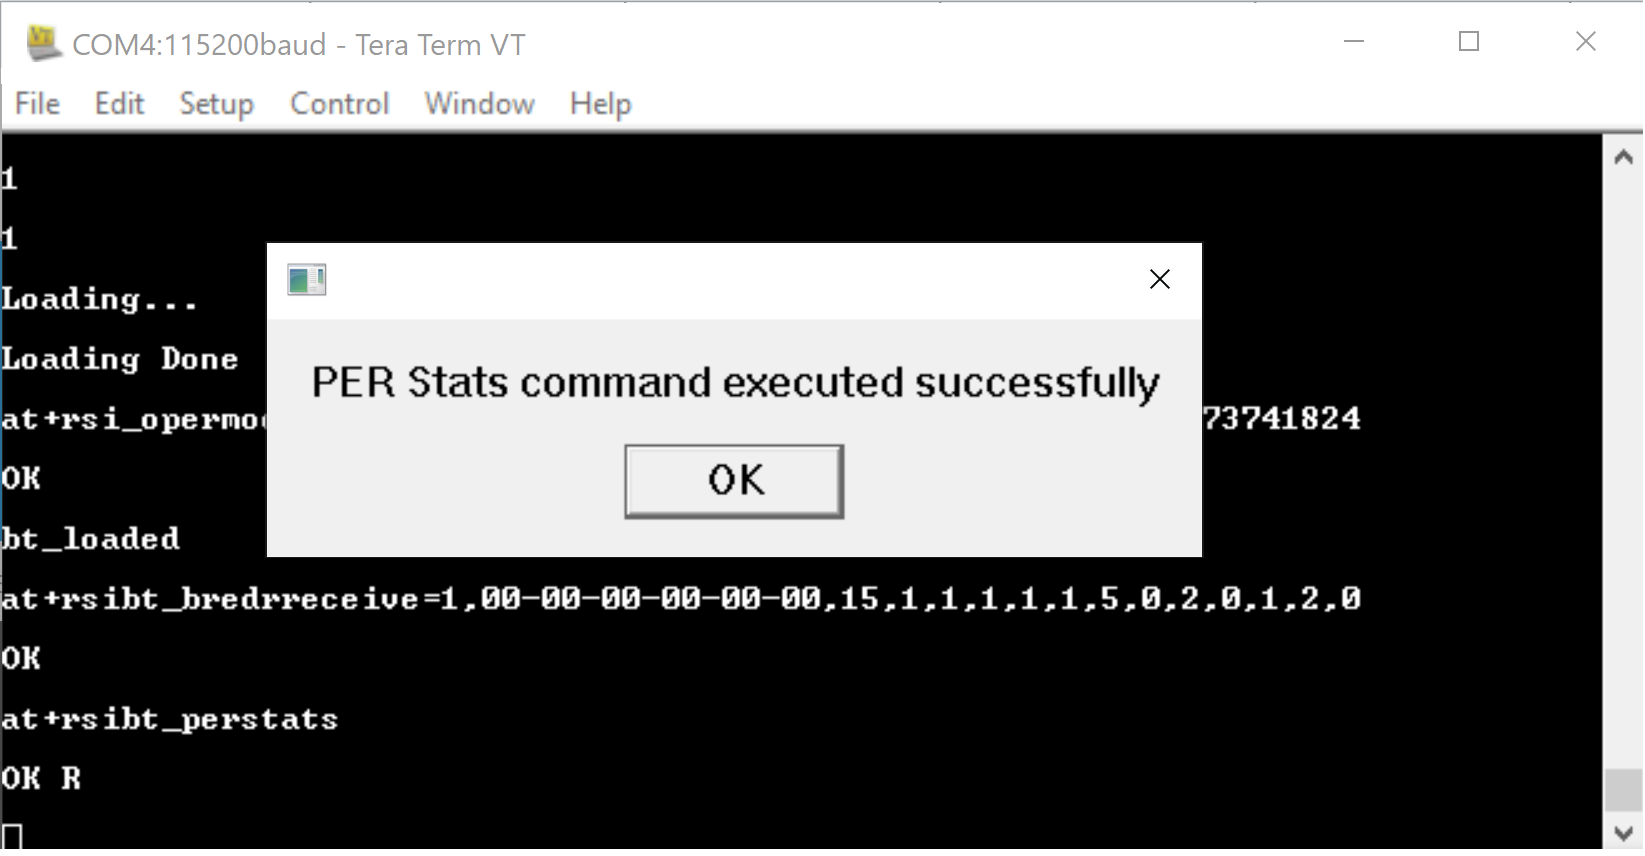 COM4:115200baud - Tera Term VT
File Edit Setup Control Window Help
1
1
Loading...
Loading Done
PER Stats command executed successfully
at+rsi_opermo 73741824
OK
OK
bt_loaded
at+rsibt_bredrreceive=1,00-00-00-00-00-00,15,1,1,1,1,1,5,0,2,0,1,2,0
OK
at+rsibt_perstats
OK R